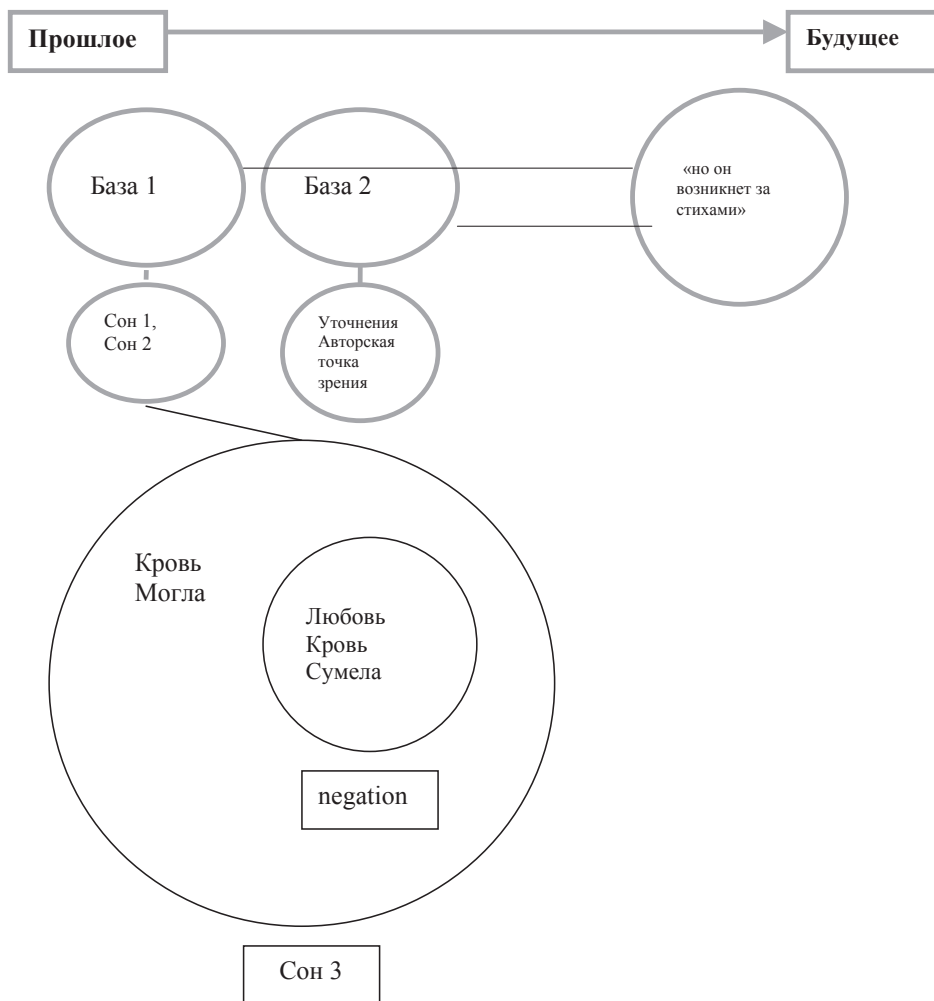 Прошлое
Будущее
База 1
База 2
«но он
возникнет за
стихами»
Сон 1,
Сон 2
Уточнения
Авторская
точка
зрения
Кровь
Могла
Любовь
Кровь
Сумела
negation
Сон 3